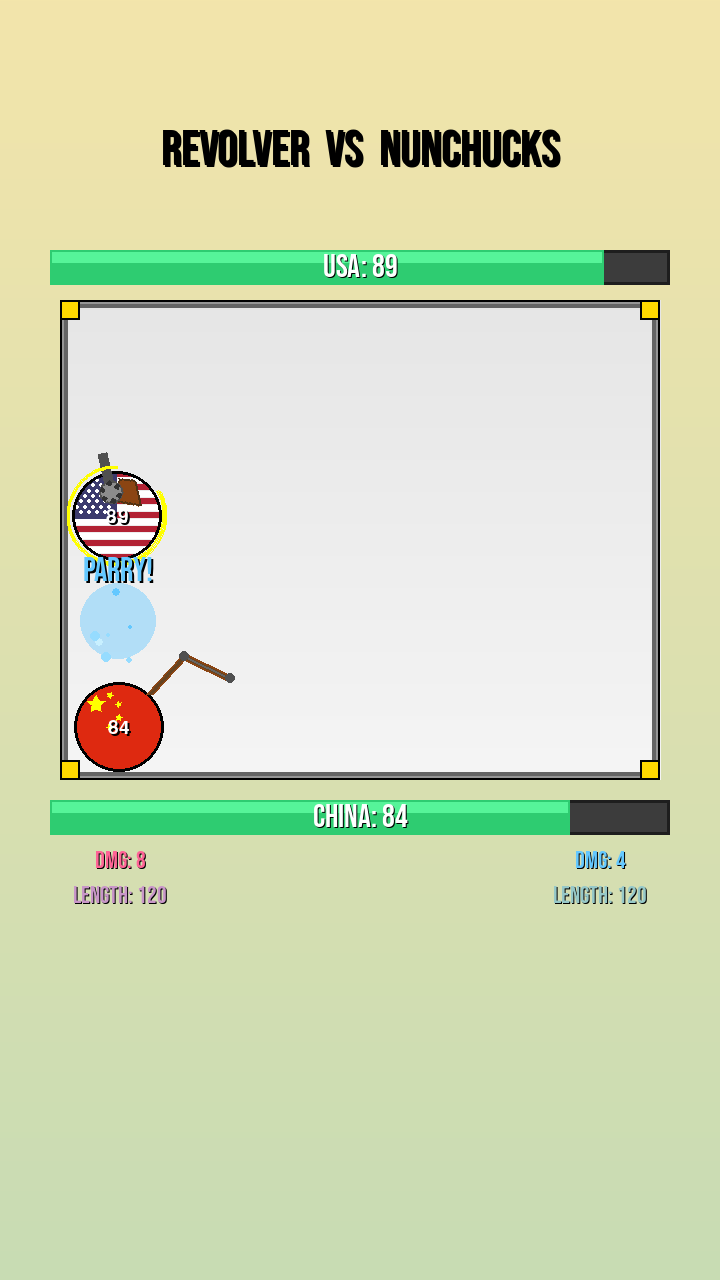 REVOLVER VS NUNCHUCKS
USA: 89
89
PARRY!
84
CHINA: 84
DMG: 8
DMG: 4
LENGTH: 120
LENGTH: 120